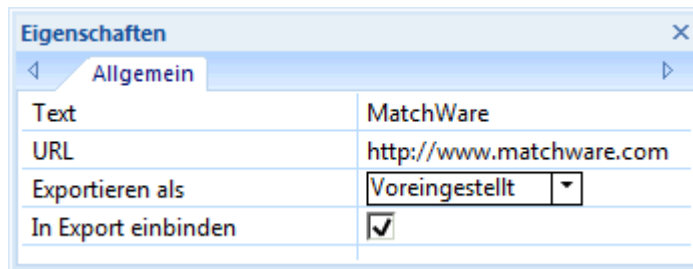 Eigenschaften
Allgemein
Text MatchWare
URL http://www.matchware.com
Exportieren als Voreingestellt
In Export einbinden